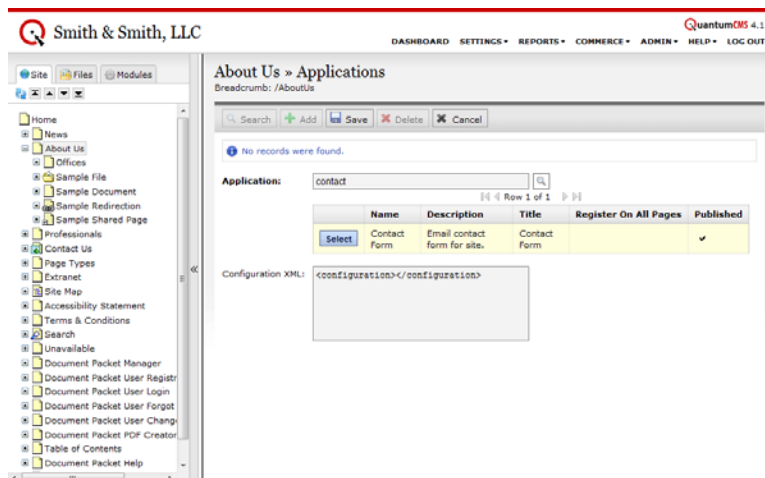 Smith & Smith, LLC
QuantumCMS 4.1
DASHBOARD SETTINGS REPORTS COMMERCE ADMIN HELP LOG OUT
Site Files Modules
Home
News
About Us
Offices
Sample File
Sample Document
Sample Redirection
Sample Shared Page
Professionals
Contact Us
Page Types
Extranet
Site Map
Accessibility Statement
Terms & Conditions
Search
Unavailable
Document Packet Manager
Document Packet User Registr
Document Packet User Login
Document Packet User Forgot
Document Packet User Chang
Document Packet PDF Creator
Table of Contents
Document Packet Help
«
About Us » Applications
Breadcrumb: /AboutUs
Search Add Save Delete Cancel
No records were found.
Application: contact
Row 1 of 1
Name Description Title Register On All Pages Published
Select Contact Form Email contact form for site. Contact Form
Configuration XML: <configuration></configuration>